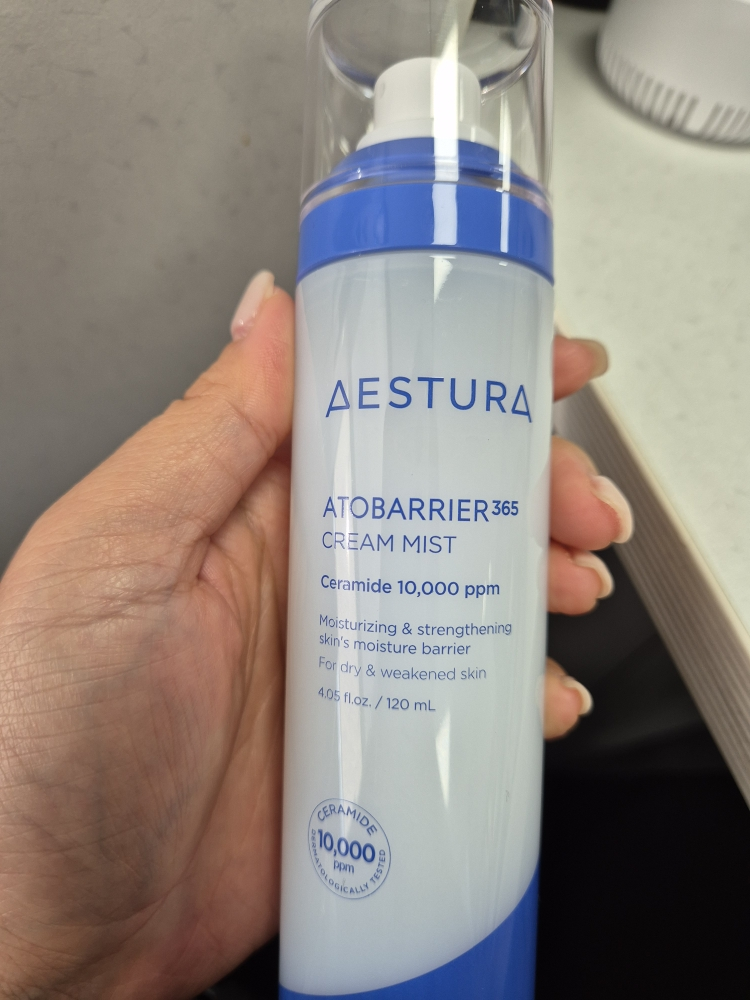 AESTURA
ATOBARRIER³⁶⁵
CREAM MIST
Ceramide 10,000 ppm
Moisturizing & strengthening
skin's moisture barrier
For dry & weakened skin
4.05 fl.oz. / 120 mL
CERAMIDE
10,000
ppm
DERMATOLOGICALLY TESTED